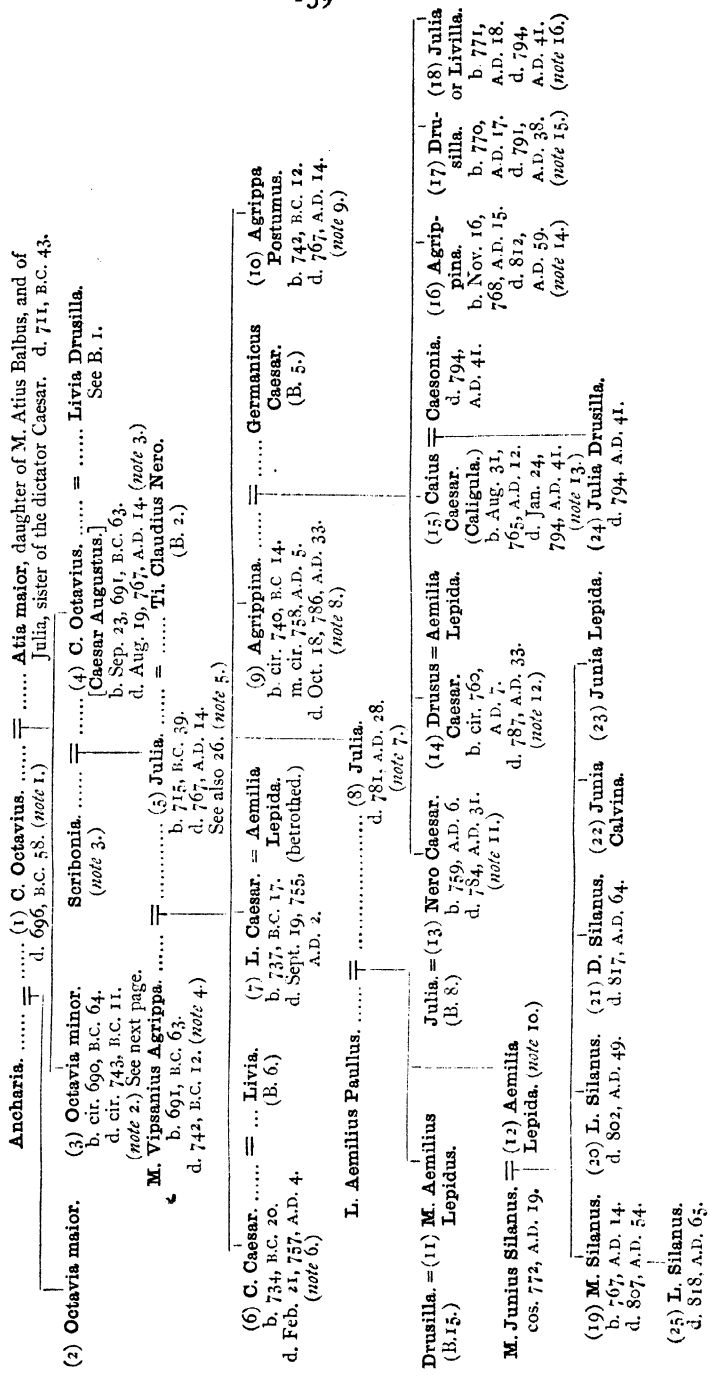 Ancharia. ....... = ....... (1) C. Octavius. ....... = ....... Atia maior, daughter of M. Atius Balbus, and of
d. 696, B.C. 58. (note 1.) Julia, sister of the dictator Caesar. d. 711, B.C. 43.
(2) Octavia maior.
(3) Octavia minor.
b. cir. 690, B.C. 64.
d. cir. 743, B.C. 11.
(note 2.) See next page.
Scribonia. ....... = ....... (4) C. Octavius. ....... = ....... Livia Drusilla.
(note 3.)
[Caesar Augustus.] See B. 1.
b. Sep. 23, 691, B.C. 63.
d. Aug. 19, 767, A.D. 14. (note 3.)
M. Vipsanius Agrippa. ...... = ............ (5) Julia. ....... = ....... Ti. Claudius Nero.
b. 691, B.C. 63.
d. 742, B.C. 12. (note 4.)
b. 715, B.C. 39.
d. 767, A.D. 14.
See also 26. (note 5.)
(B. 2.)
(6) C. Caesar. ....... = ... Livia.
b. 734, B.C. 20. (B. 6.)
d. Feb. 21, 757, A.D. 4.
(note 6.)
(7) L. Caesar. = Aemilia
b. 737, B.C. 17. Lepida.
d. Sept. 19, 755, (betrothed.)
A.D. 2.
(9) Agrippina. ....... = ....... Germanicus
b. cir. 740, B.C 14. Caesar.
m. cir. 758, A.D. 5. (B. 5.)
d. Oct. 18, 786, A.D. 33.
(note 8.)
(10) Agrippa
Postumus.
b. 742, B.C. 12.
d. 767, A.D. 14.
(note 9.)
L. Aemilius Paullus. ....... = .................... (8) Julia.
d. 781, A.D. 28.
(note 7.)
Drusilla. = (11) M. Aemilius
(B.15.) Lepidus.
M. Junius Silanus. = (12) Aemilia
cos. 772, A.D. 19. Lepida. (note 10.)
Julia. = (13) Nero Caesar.
(B. 8.) b. 759, A.D. 6.
d. 784, A.D. 31.
(note 11.)
(14) Drusus = Aemilia
Caesar. Lepida.
b. cir. 760,
A D. 7.
d. 787, A.D. 33.
(note 12.)
(15) Caius = Caesonia.
Caesar. d. 794,
(Caligula.) A.D. 41.
b. Aug. 31,
765, A.D. 12.
d. Jan. 24,
794, A.D. 41.
(note 13.)
(16) Agrip-
pina.
b. Nov. 16,
768, A.D. 15.
d. 812,
A.D. 59.
(note 14.)
(17) Dru-
silla.
b. 770,
A.D. 17.
d. 791,
A.D. 38.
(note 15.)
(18) Julia
or Livilla.
b. 771,
A.D. 18.
d. 794,
A.D. 41.
(note 16.)
(24) Julia Drusilla.
d. 794, A.D. 41.
(19) M. Silanus.
b. 767, A.D. 14.
d. 807, A.D. 54.
(20) L. Silanus.
d. 802, A.D. 49.
(21) D. Silanus.
d. 817, A.D. 64.
(22) Junia
Calvina.
(23) Junia Lepida.
(25) L. Silanus.
d. 818, A.D. 65.